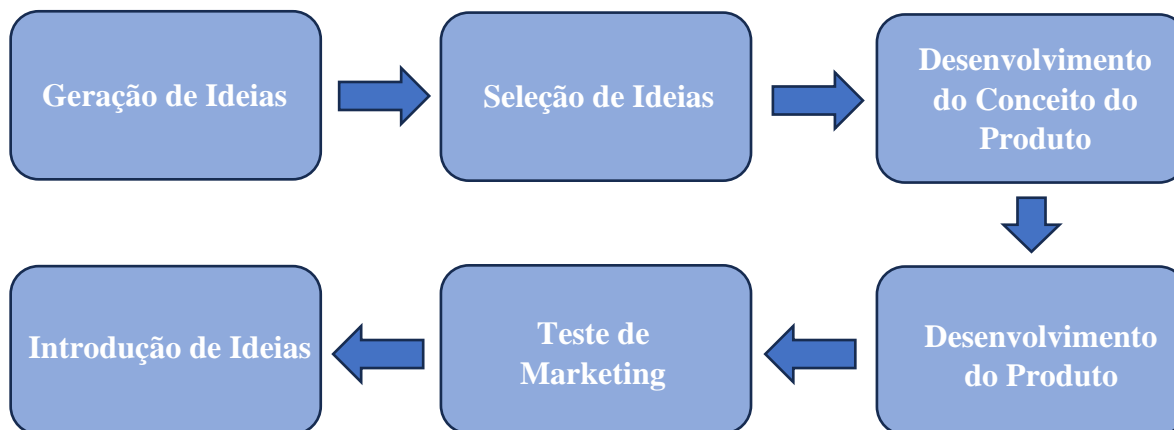 Geração de Ideias
Seleção de Ideias
Desenvolvimento
do Conceito do
Produto
Desenvolvimento
do Produto
Teste de
Marketing
Introdução de Ideias